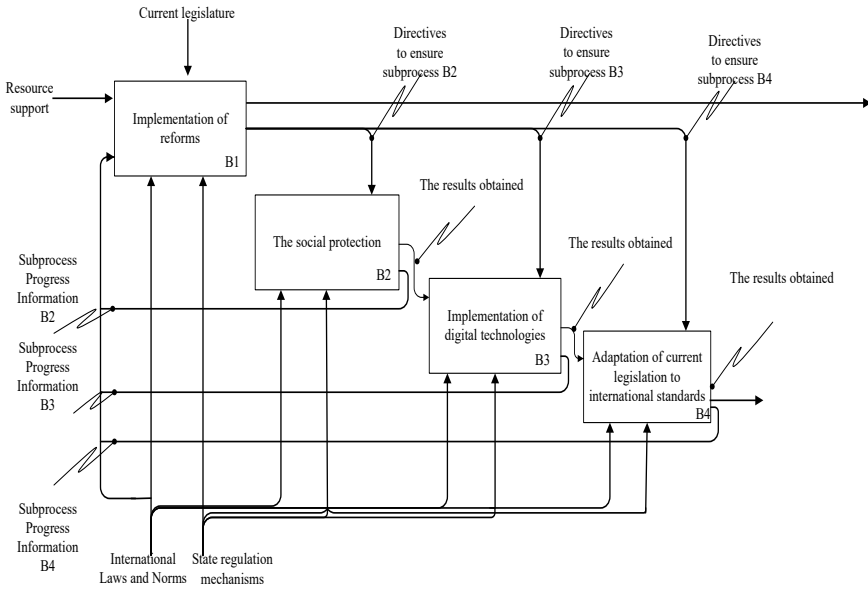 Current legislature
Directives
to ensure
subprocess B2
Directives
to ensure
subprocess B3
Directives
to ensure
subprocess B4
Resource
support
Implementation of
reforms
B1
The results obtained
The social protection
B2
The results obtained
Subprocess
Progress
Information
B2
Implementation of
digital technologies
B3
The results obtained
Subprocess
Progress
Information
B3
Adaptation of current
legislation to
international standards
B4
Subprocess
Progress
Information
B4
International
Laws and Norms
State regulation
mechanisms